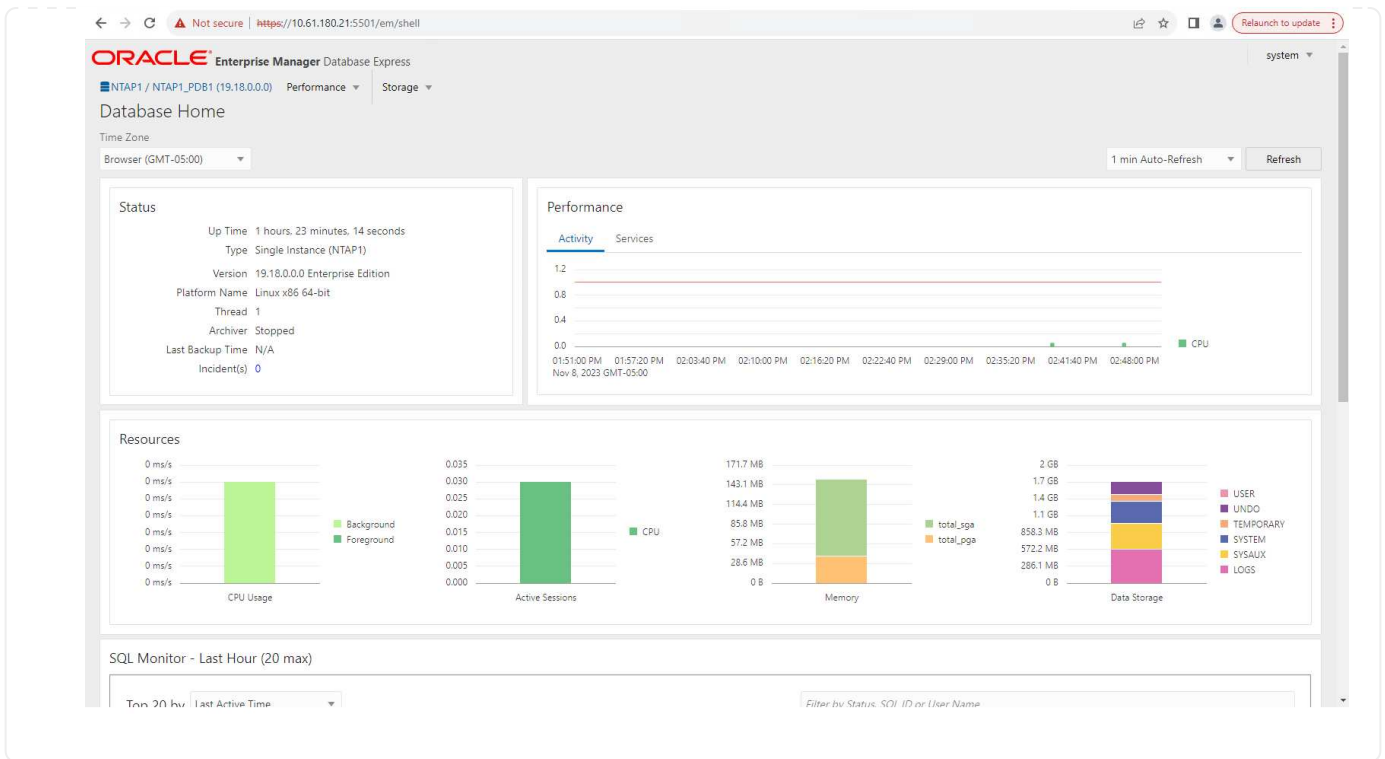 Not secure | https://10.61.180.21:5501/em/shell
Relaunch to update
ORACLE Enterprise Manager Database Express
system
NTAP1 / NTAP1_PDB1 (19.18.0.0.0) Performance Storage
Database Home
Time Zone
Browser (GMT-05:00)
1 min Auto-Refresh Refresh
Status
Up Time 1 hours, 23 minutes, 14 seconds
Type Single Instance (NTAP1)
Version 19.18.0.0.0 Enterprise Edition
Platform Name Linux x86 64-bit
Thread 1
Archiver Stopped
Last Backup Time N/A
Incident(s) 0
Performance
Activity Services
1.2
0.8
0.4
0.0
CPU
01:51:00 PM 01:57:20 PM 02:03:40 PM 02:10:00 PM 02:16:20 PM 02:22:40 PM 02:29:00 PM 02:35:20 PM 02:41:40 PM 02:48:00 PM
Nov 8, 2023 GMT-05:00
Resources
0 ms/s
0 ms/s
0 ms/s
0 ms/s
0 ms/s
0 ms/s
0 ms/s
0 ms/s
Background
Foreground
CPU Usage
0.035
0.030
0.025
0.020
0.015
0.010
0.005
0.000
CPU
Active Sessions
171.7 MB
143.1 MB
114.4 MB
85.8 MB
57.2 MB
28.6 MB
0 B
total_sga
total_pga
Memory
2 GB
1.7 GB
1.4 GB
1.1 GB
858.3 MB
572.2 MB
286.1 MB
0 B
USER
UNDO
TEMPORARY
SYSTEM
SYSAUX
LOGS
Data Storage
SQL Monitor - Last Hour (20 max)
Top 20 by Last Active Time
Filter by Status, SQL ID or User Name